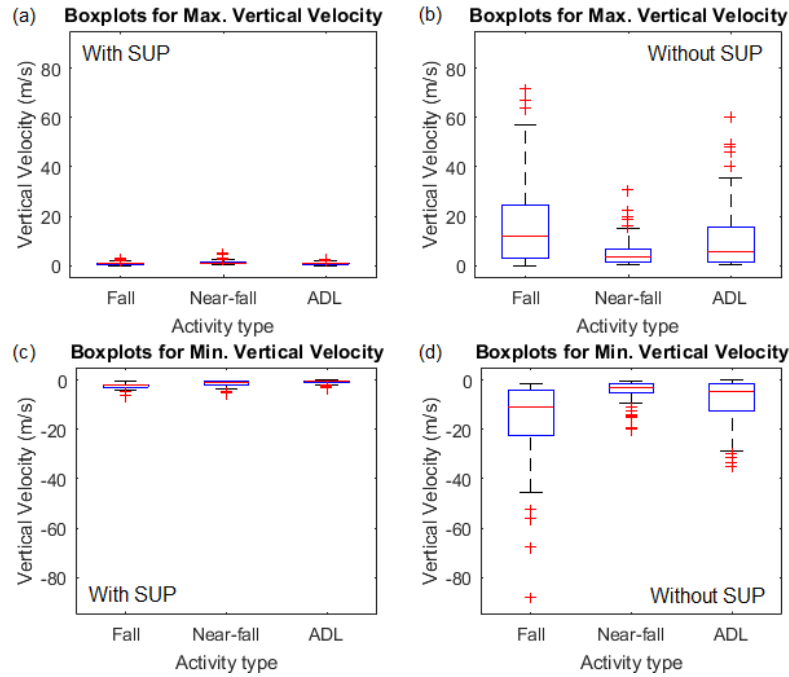 (a) Boxplots for Max. Vertical Velocity
With SUP
80
60
40
20
0
Vertical Velocity (m/s)
Fall Near-fall ADL
Activity type
(b) Boxplots for Max. Vertical Velocity
Without SUP
80
60
40
20
0
Vertical Velocity (m/s)
Fall Near-fall ADL
Activity type
(c) Boxplots for Min. Vertical Velocity
0
-20
-40
-60
-80
Vertical Velocity (m/s)
With SUP
Fall Near-fall ADL
Activity type
(d) Boxplots for Min. Vertical Velocity
0
-20
-40
-60
-80
Vertical Velocity (m/s)
Without SUP
Fall Near-fall ADL
Activity type